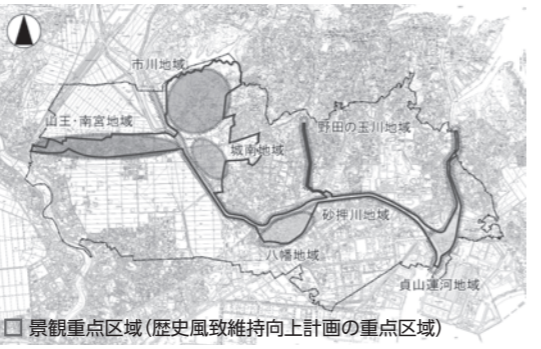 市川地域
山王・南宮地域
城南地域
野田の玉川地域
砂押川地域
八幡地域
貞山運河地域
景観重点区域(歴史風致維持向上計画の重点区域)